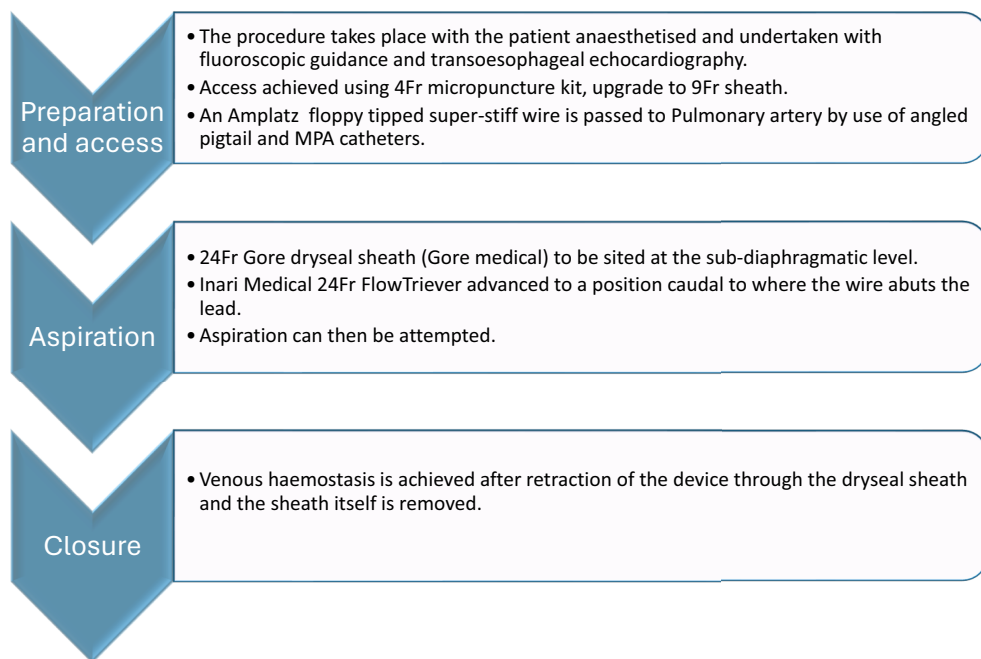 Preparation
and access
• The procedure takes place with the patient anaesthetised and undertaken with
fluoroscopic guidance and transoesophageal echocardiography.
• Access achieved using 4Fr micropuncture kit, upgrade to 9Fr sheath.
• An Amplatz floppy tipped super-stiff wire is passed to Pulmonary artery by use of angled
pigtail and MPA catheters.
Aspiration
• 24Fr Gore dryseal sheath (Gore medical) to be sited at the sub-diaphragmatic level.
• Inari Medical 24Fr FlowTriever advanced to a position caudal to where the wire abuts the
lead.
• Aspiration can then be attempted.
Closure
• Venous haemostasis is achieved after retraction of the device through the dryseal sheath
and the sheath itself is removed.